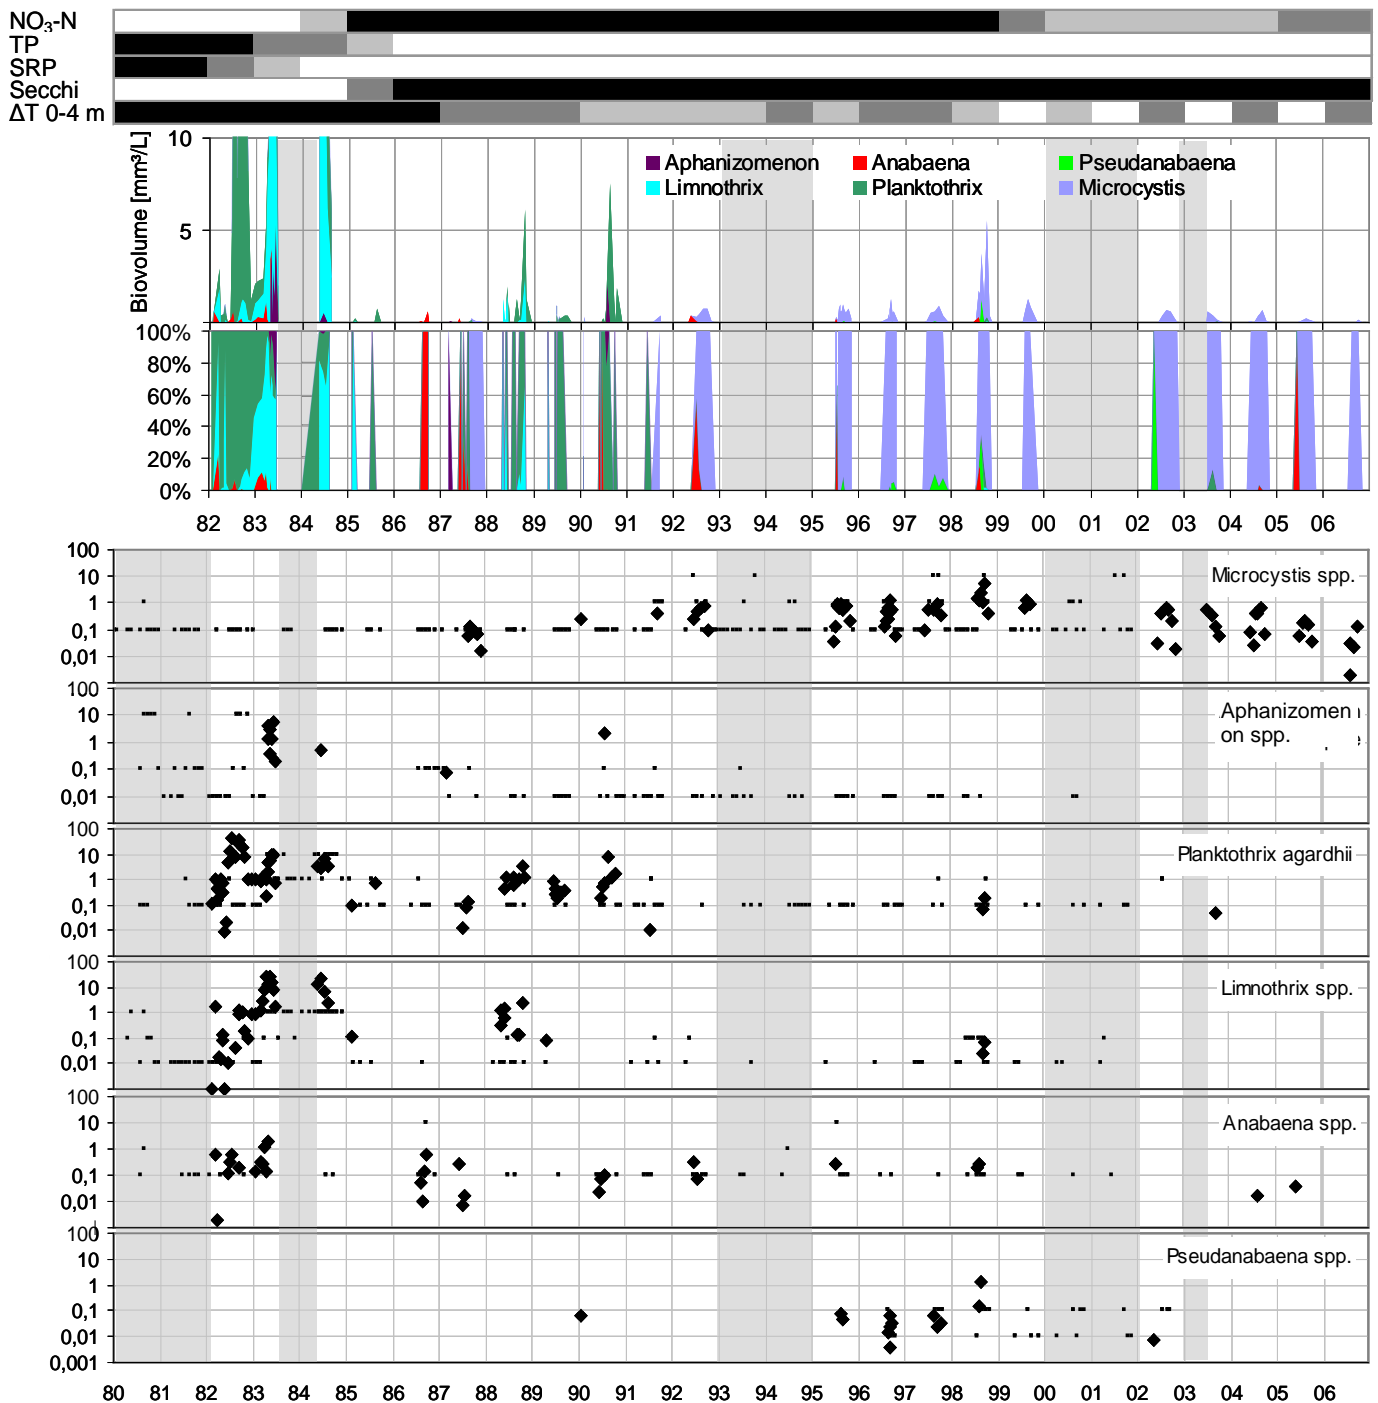 NO₃-N
TP
SRP
Secchi
ΔT 0-4 m
Biovolume [mm³/L]
10
5
Aphanizomenon
Anabaena
Pseudanabaena
Limnothrix
Planktothrix
Microcystis
100%
80%
60%
40%
20%
0%
82 83 84 85 86 87 88 89 90 91 92 93 94 95 96 97 98 99 00 01 02 03 04 05 06
100
10
1
0,1
0,01
Microcystis spp.
100
10
1
0,1
0,01
Aphanizomen
on spp.
100
10
1
0,1
0,01
Planktothrix agardhii
100
10
1
0,1
0,01
Limnothrix spp.
100
10
1
0,1
0,01
Anabaena spp.
100
10
1
0,1
0,01
0,001
Pseudanabaena spp.
80 81 82 83 84 85 86 87 88 89 90 91 92 93 94 95 96 97 98 99 00 01 02 03 04 05 06